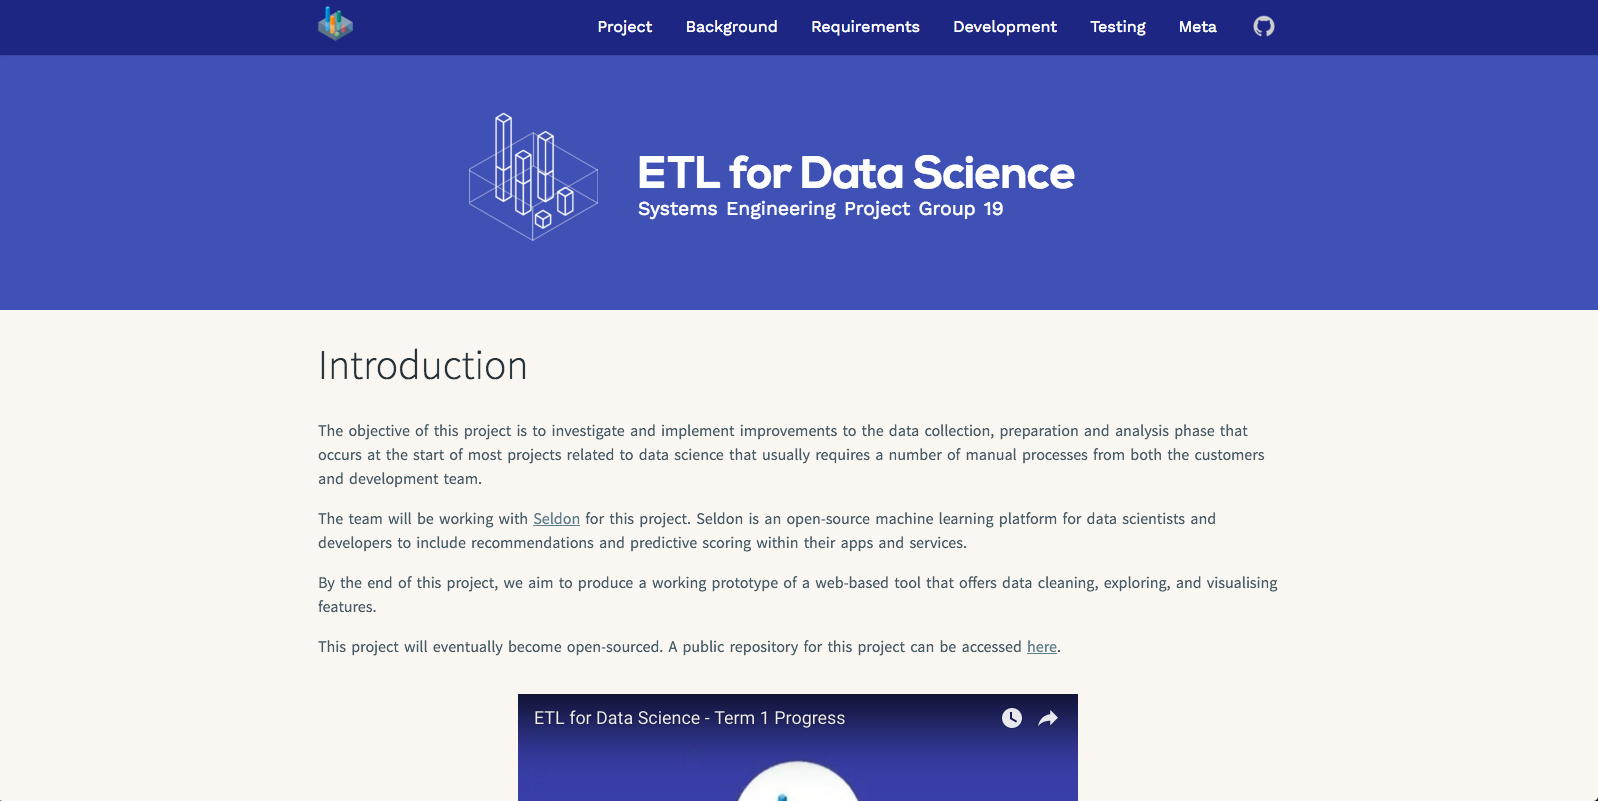 Project Background Requirements Development Testing Meta
ETL for Data Science
Systems Engineering Project Group 19
Introduction
The objective of this project is to investigate and implement improvements to the data collection, preparation and analysis phase that
occurs at the start of most projects related to data science that usually requires a number of manual processes from both the customers
and development team.
The team will be working with Seldon for this project. Seldon is an open-source machine learning platform for data scientists and
developers to include recommendations and predictive scoring within their apps and services.
By the end of this project, we aim to produce a working prototype of a web-based tool that offers data cleaning, exploring, and visualising
features.
This project will eventually become open-sourced. A public repository for this project can be accessed here.
ETL for Data Science - Term 1 Progress